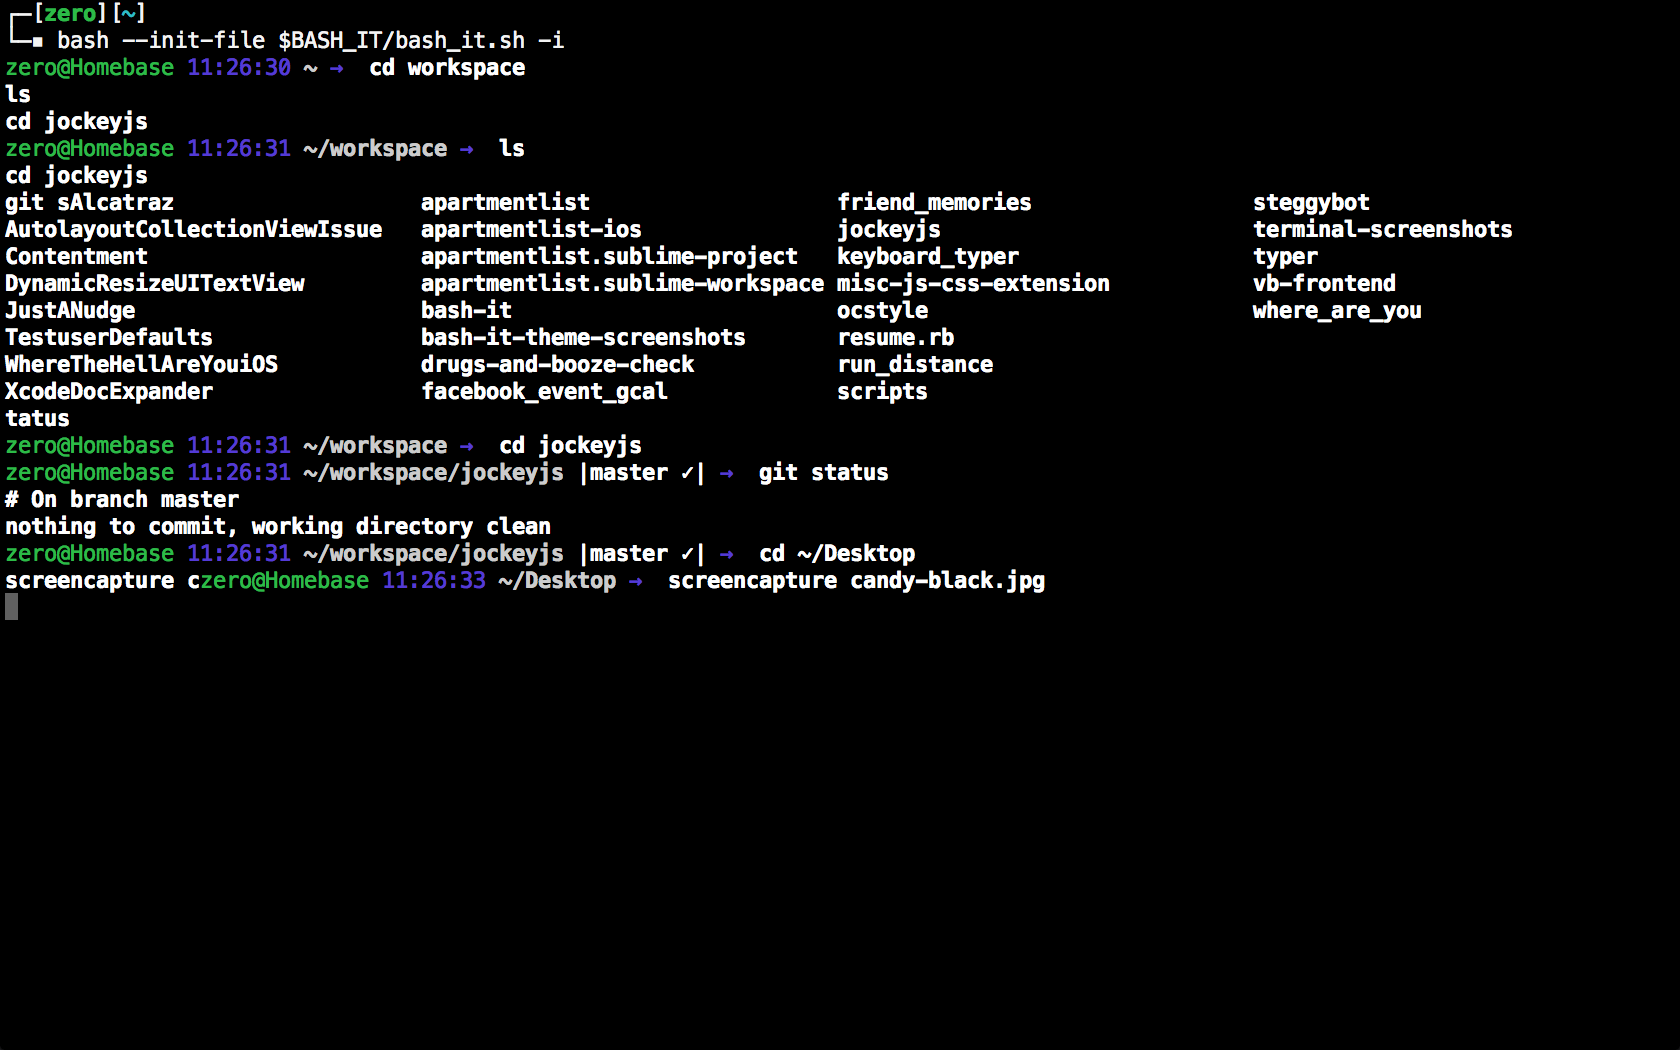 ┌─[zero][~]
└─▪ bash --init-file $BASH_IT/bash_it.sh -i
zero@Homebase 11:26:30 ~ →  cd workspace
ls
cd jockeyjs
zero@Homebase 11:26:31 ~/workspace →  ls
cd jockeyjs
git sAlcatraz                   apartmentlist                   friend_memories                 steggybot
AutolayoutCollectionViewIssue   apartmentlist-ios               jockeyjs                        terminal-screenshots
Contentment                     apartmentlist.sublime-project   keyboard_typer                  typer
DynamicResizeUITextView         apartmentlist.sublime-workspace misc-js-css-extension           vb-frontend
JustANudge                      bash-it                         ocstyle                         where_are_you
TestuserDefaults                bash-it-theme-screenshots       resume.rb
WhereTheHellAreYouiOS           drugs-and-booze-check           run_distance
XcodeDocExpander                facebook_event_gcal             scripts
tatus
zero@Homebase 11:26:31 ~/workspace →  cd jockeyjs
zero@Homebase 11:26:31 ~/workspace/jockeyjs |master ✓| →  git status
# On branch master
nothing to commit, working directory clean
zero@Homebase 11:26:31 ~/workspace/jockeyjs |master ✓| →  cd ~/Desktop
screencapture czero@Homebase 11:26:33 ~/Desktop →  screencapture candy-black.jpg